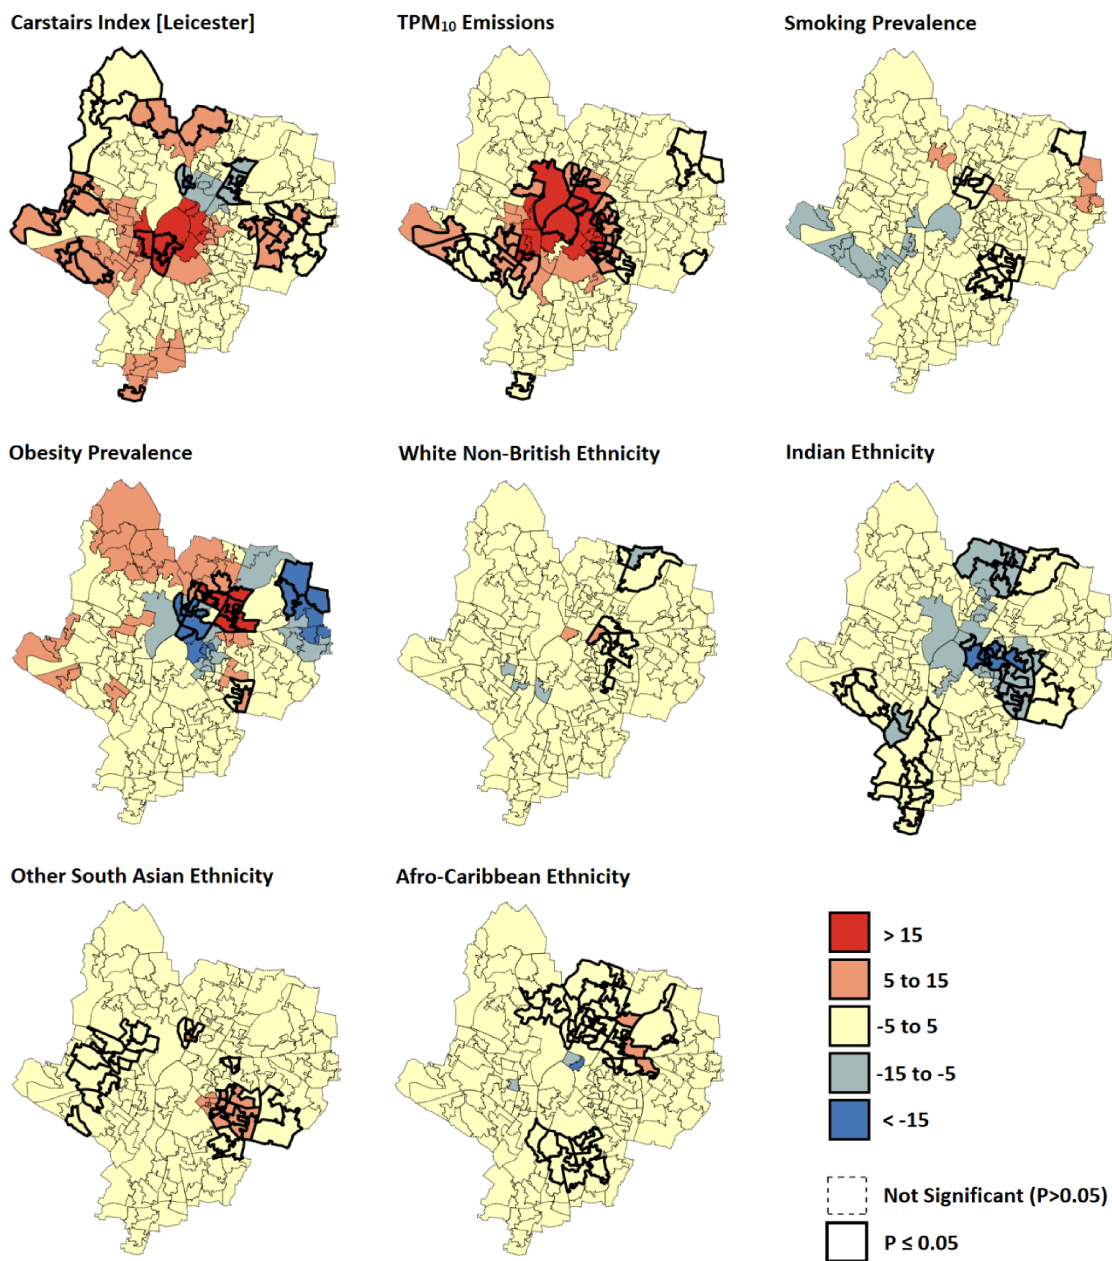 Carstairs Index [Leicester]
TPM₁₀ Emissions
Smoking Prevalence
Obesity Prevalence
White Non-British Ethnicity
Indian Ethnicity
Other South Asian Ethnicity
Afro-Caribbean Ethnicity
> 15
5 to 15
-5 to 5
-15 to -5
< -15
Not Significant (P>0.05)
P ≤ 0.05